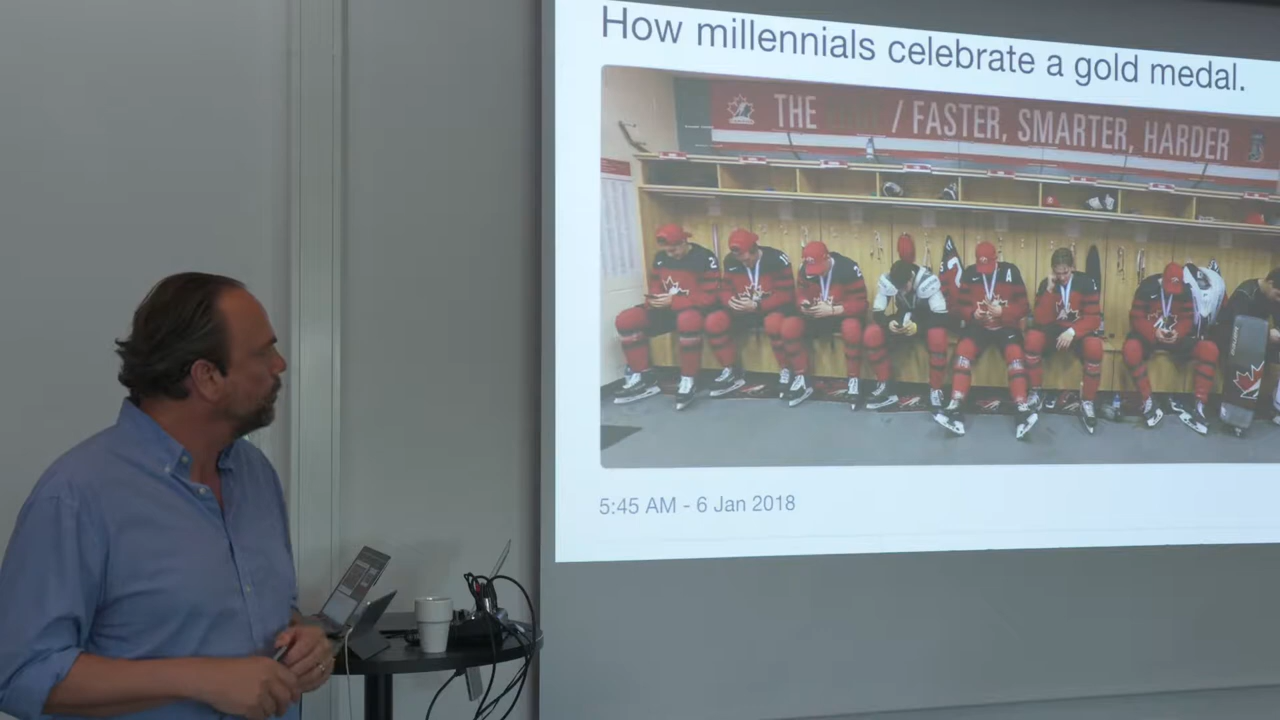 How millennials celebrate a gold medal.
THE / FASTER, SMARTER, HARDER
5:45 AM - 6 Jan 2018